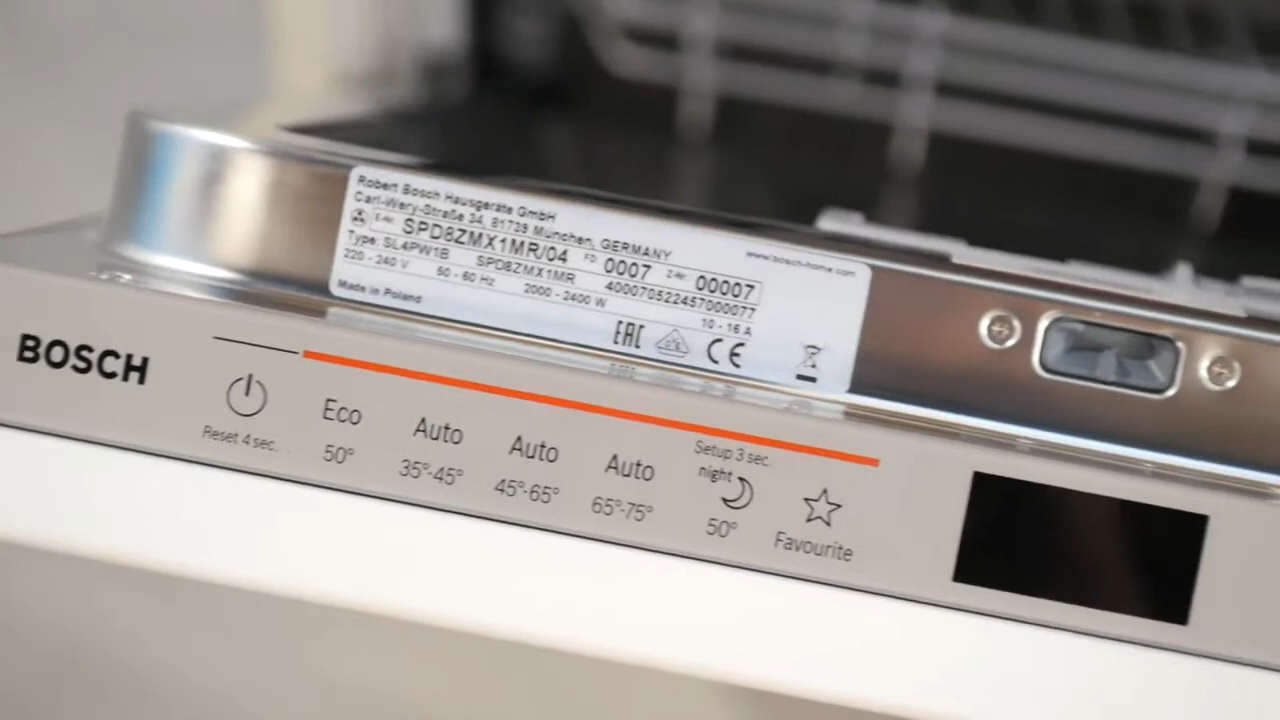 Robert Bosch Hausgeräte GmbH
Carl-Wery-Straße 34, 81739 München, GERMANY
www.bosch-home.com
E-Nr. SPD8ZMX1MR/04 FD 0007 Z-Nr. 00007
Type: SL4PW1B SPD8ZMX1MR 400070522457000077
220 - 240 V 50 - 60 Hz 2000 - 2400 W 10 - 16 A
Made in Poland
EAC CE
BOSCH
Reset 4 sec.
Eco
50°
Auto
35°-45°
Auto
45°-65°
Auto
65°-75°
Setup 3 sec.
night
50°
Favourite